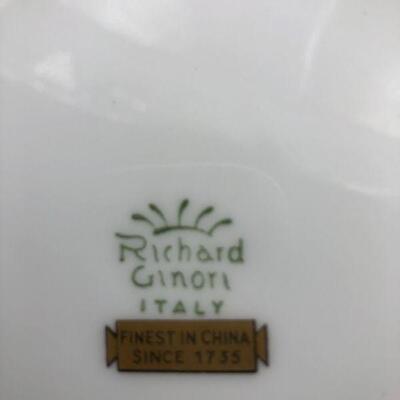 Richard
Ginori
ITALY
FINEST IN CHINA
SINCE 1735